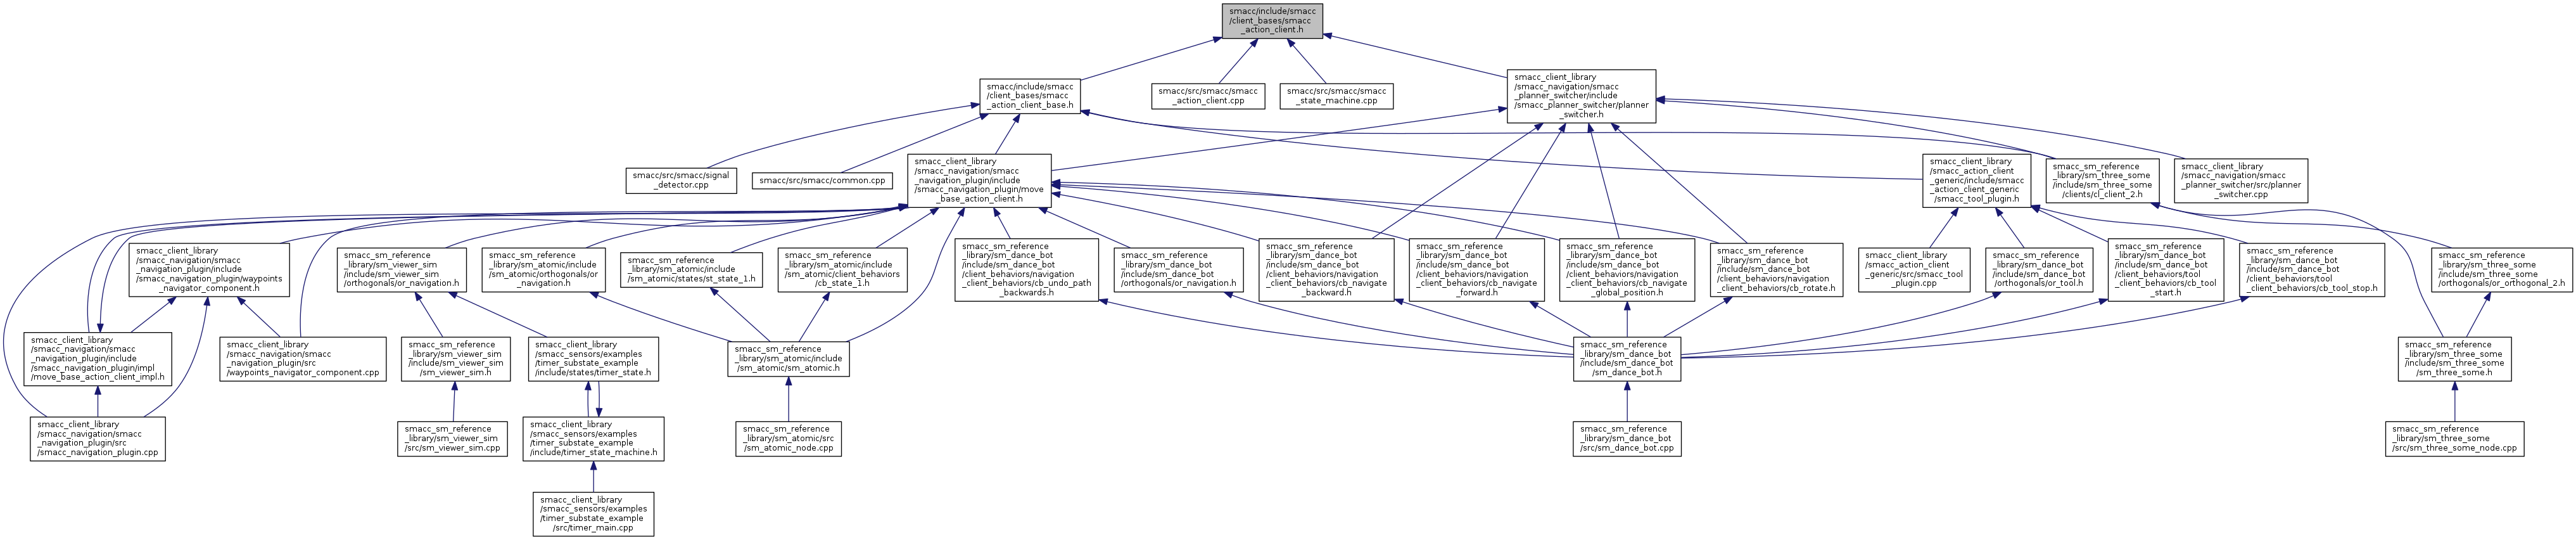 smacc/include/smacc
/client_bases/smacc
_action_client.h
smacc/include/smacc
/client_bases/smacc
_action_client_base.h
smacc/src/smacc/smacc
_action_client.cpp
smacc/src/smacc/smacc
_state_machine.cpp
smacc_client_library
/smacc_navigation/smacc
_planner_switcher/include
/smacc_planner_switcher/planner
_switcher.h
smacc/src/smacc/signal
_detector.cpp
smacc/src/smacc/common.cpp
smacc_client_library
/smacc_navigation/smacc
_navigation_plugin/include
/smacc_navigation_plugin/move
_base_action_client.h
smacc_client_library
/smacc_action_client
_generic/include/smacc
_action_client_generic
/smacc_tool_plugin.h
smacc_sm_reference
_library/sm_three_some
/include/sm_three_some
/clients/cl_client_2.h
smacc_client_library
/smacc_navigation/smacc
_planner_switcher/src/planner
_switcher.cpp
smacc_client_library
/smacc_navigation/smacc
_navigation_plugin/include
/smacc_navigation_plugin/waypoints
_navigator_component.h
smacc_sm_reference
_library/sm_viewer_sim
/include/sm_viewer_sim
/orthogonals/or_navigation.h
smacc_sm_reference
_library/sm_atomic/include
/sm_atomic/orthogonals/or
_navigation.h
smacc_sm_reference
_library/sm_atomic/include
/sm_atomic/states/st_state_1.h
smacc_sm_reference
_library/sm_atomic/include
/sm_atomic/client_behaviors
/cb_state_1.h
smacc_sm_reference
_library/sm_dance_bot
/include/sm_dance_bot
/client_behaviors/navigation
_client_behaviors/cb_undo_path
_backwards.h
smacc_sm_reference
_library/sm_dance_bot
/include/sm_dance_bot
/orthogonals/or_navigation.h
smacc_sm_reference
_library/sm_dance_bot
/include/sm_dance_bot
/client_behaviors/navigation
_client_behaviors/cb_navigate
_backward.h
smacc_sm_reference
_library/sm_dance_bot
/include/sm_dance_bot
/client_behaviors/navigation
_client_behaviors/cb_navigate
_forward.h
smacc_sm_reference
_library/sm_dance_bot
/include/sm_dance_bot
/client_behaviors/navigation
_client_behaviors/cb_navigate
_global_position.h
smacc_sm_reference
_library/sm_dance_bot
/include/sm_dance_bot
/client_behaviors/navigation
_client_behaviors/cb_rotate.h
smacc_client_library
/smacc_action_client
_generic/src/smacc_tool
_plugin.cpp
smacc_sm_reference
_library/sm_dance_bot
/include/sm_dance_bot
/orthogonals/or_tool.h
smacc_sm_reference
_library/sm_dance_bot
/include/sm_dance_bot
/client_behaviors/tool
_client_behaviors/cb_tool
_start.h
smacc_sm_reference
_library/sm_dance_bot
/include/sm_dance_bot
/client_behaviors/tool
_client_behaviors/cb_tool_stop.h
smacc_sm_reference
_library/sm_three_some
/include/sm_three_some
/orthogonals/or_orthogonal_2.h
smacc_client_library
/smacc_navigation/smacc
_navigation_plugin/include
/smacc_navigation_plugin/impl
/move_base_action_client_impl.h
smacc_client_library
/smacc_navigation/smacc
_navigation_plugin/src
/waypoints_navigator_component.cpp
smacc_sm_reference
_library/sm_viewer_sim
/include/sm_viewer_sim
/sm_viewer_sim.h
smacc_client_library
/smacc_sensors/examples
/timer_substate_example
/include/states/timer_state.h
smacc_sm_reference
_library/sm_atomic/include
/sm_atomic/sm_atomic.h
smacc_sm_reference
_library/sm_dance_bot
/include/sm_dance_bot
/sm_dance_bot.h
smacc_sm_reference
_library/sm_three_some
/include/sm_three_some
/sm_three_some.h
smacc_client_library
/smacc_navigation/smacc
_navigation_plugin/src
/smacc_navigation_plugin.cpp
smacc_sm_reference
_library/sm_viewer_sim
/src/sm_viewer_sim.cpp
smacc_client_library
/smacc_sensors/examples
/timer_substate_example
/include/timer_state_machine.h
smacc_sm_reference
_library/sm_atomic/src
/sm_atomic_node.cpp
smacc_sm_reference
_library/sm_dance_bot
/src/sm_dance_bot.cpp
smacc_sm_reference
_library/sm_three_some
/src/sm_three_some_node.cpp
smacc_client_library
/smacc_sensors/examples
/timer_substate_example
/src/timer_main.cpp